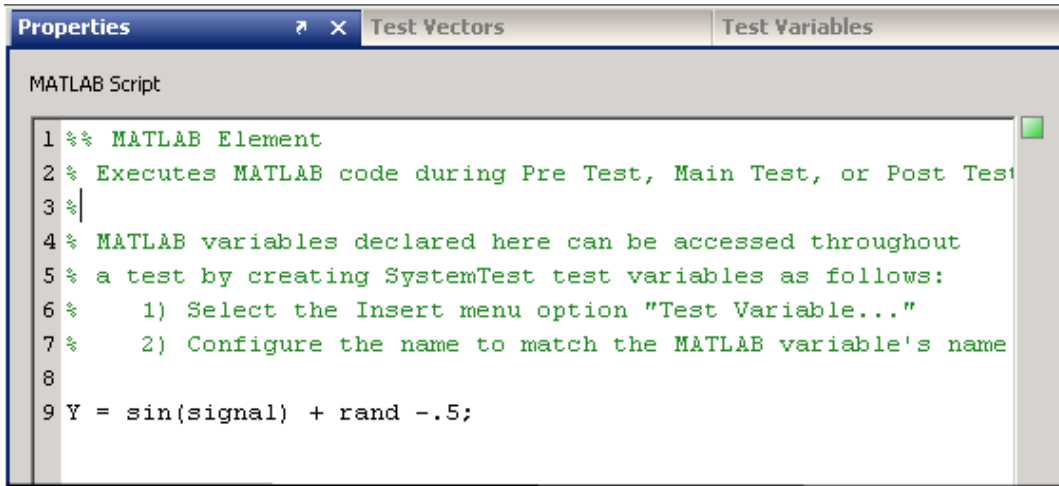 Properties Test Vectors Test Variables
MATLAB Script
1 %% MATLAB Element
2 % Executes MATLAB code during Pre Test, Main Test, or Post
3 %
4 % MATLAB variables declared here can be accessed throughout
5 % a test by creating SystemTest test variables as follows:
6 % 1) Select the Insert menu option "Test Variable..."
7 % 2) Configure the name to match the MATLAB variable's name
8
9 Y = sin(signal) + rand -.5;